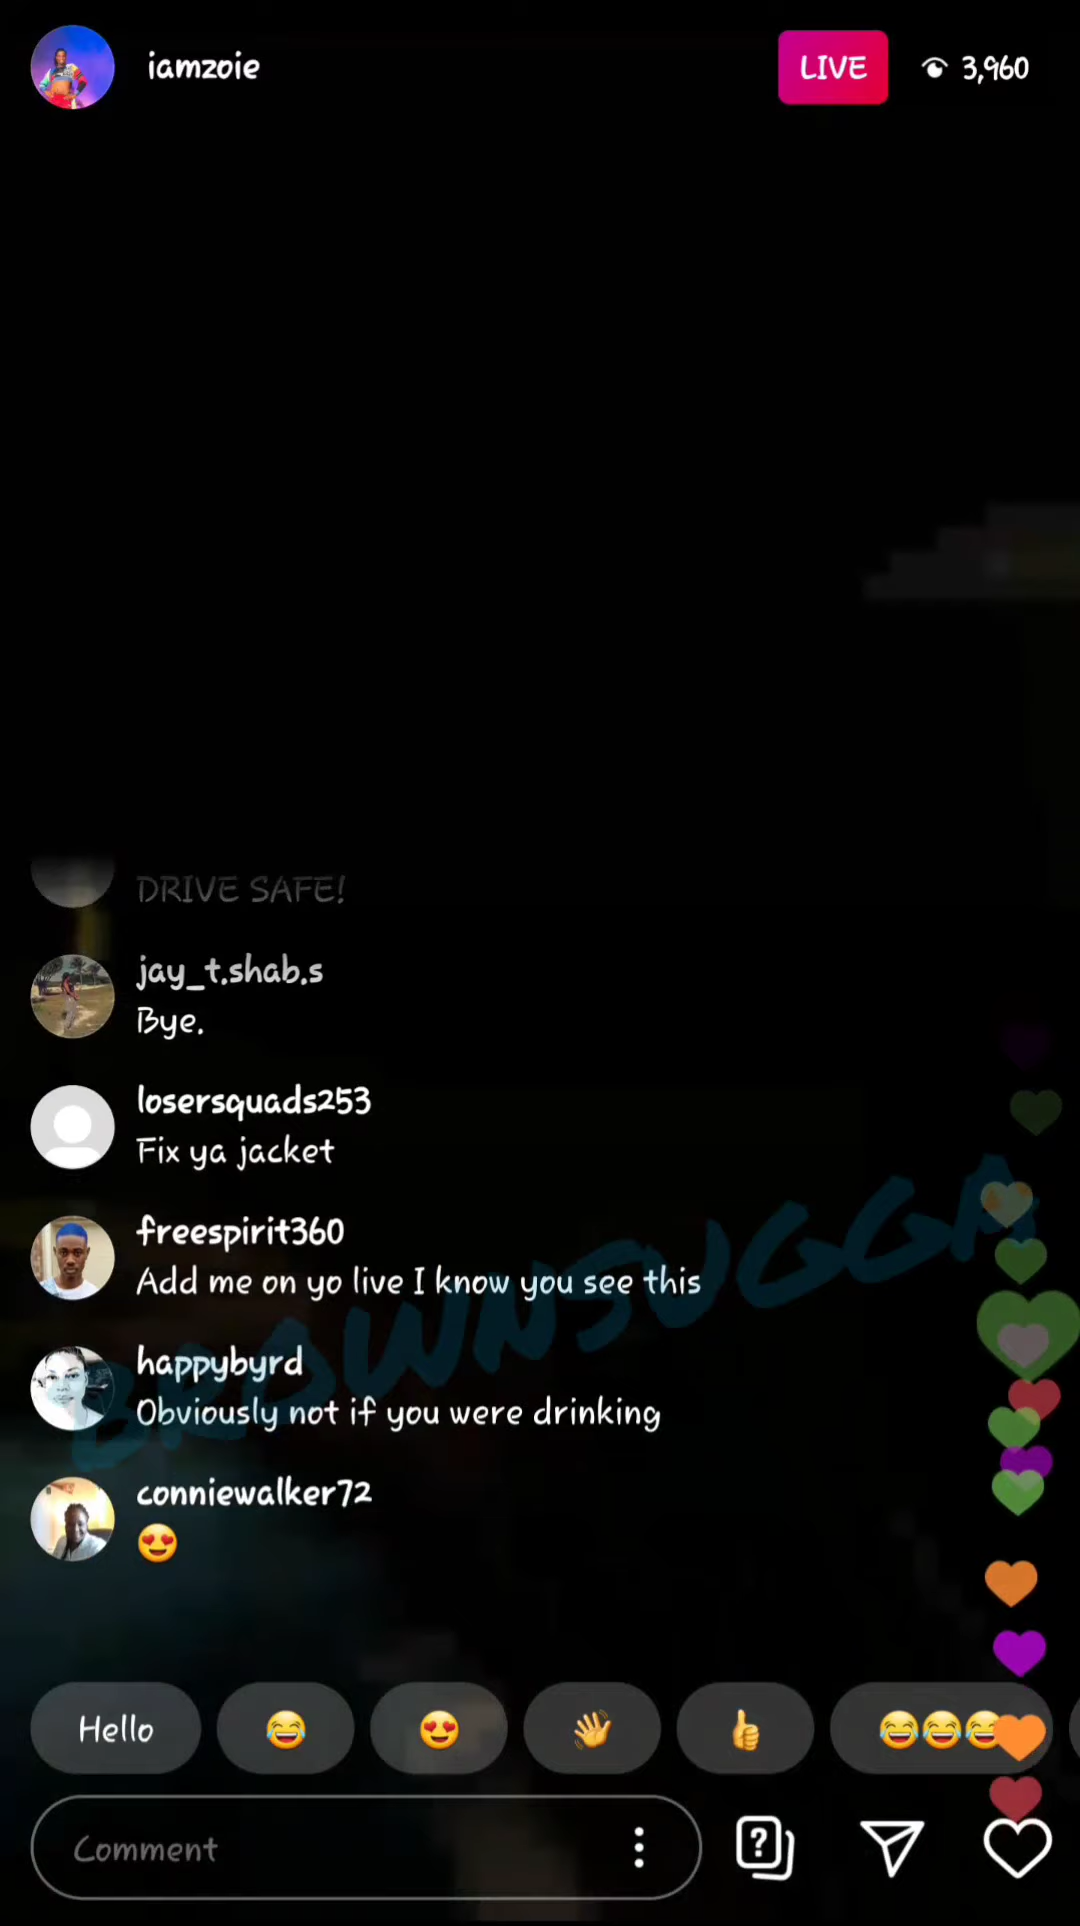 iamzoie
LIVE
3,960
DRIVE SAFE!
jay_t.shab.s
Bye.
losersquads253
Fix ya jacket
freespirit360
Add me on yo live I know you see this
BROWNSUGGA
happybyrd
Obviously not if you were drinking
conniewalker72
😍
Hello
😂
😍
👋
👍
😂😂😂
Comment